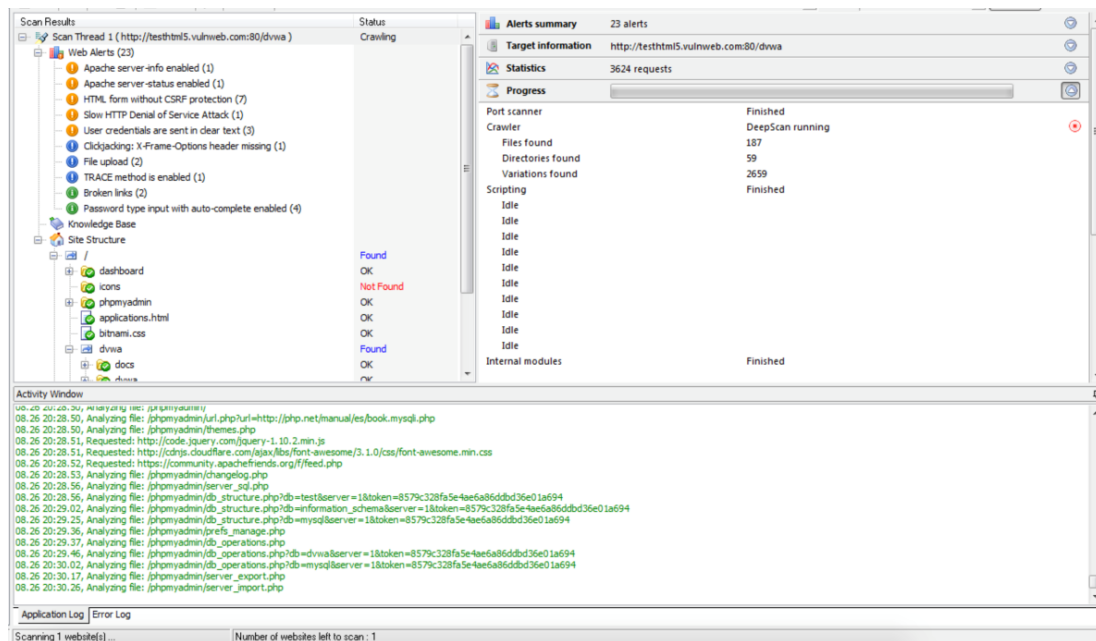 Scan Results Status
Scan Thread 1 ( http://testhtml5.vulnweb.com:80/dvwa ) Crawling
Web Alerts (23)
Apache server-info enabled (1)
Apache server-status enabled (1)
HTML form without CSRF protection (7)
Slow HTTP Denial of Service Attack (1)
User credentials are sent in clear text (3)
Clickjacking: X-Frame-Options header missing (1)
File upload (2)
TRACE method is enabled (1)
Broken links (2)
Password type input with auto-complete enabled (4)
Knowledge Base
Site Structure
/ Found
dashboard OK
icons Not Found
phpmyadmin OK
applications.html OK
bitnami.css OK
dvwa Found
docs OK
dvwa OK
Alerts summary 23 alerts
Target information http://testhtml5.vulnweb.com:80/dvwa
Statistics 3624 requests
Progress
Port scanner Finished
Crawler DeepScan running
Files found 187
Directories found 59
Variations found 2659
Scripting Finished
Idle
Idle
Idle
Idle
Idle
Idle
Idle
Idle
Idle
Idle
Internal modules Finished
Activity Window
08.26 20:28.50, Analyzing file: /phpmyadmin/
08.26 20:28.50, Analyzing file: /phpmyadmin/url.php?url=http://php.net/manual/es/book.mysqli.php
08.26 20:28.50, Analyzing file: /phpmyadmin/themes.php
08.26 20:28.51, Requested: http://code.jquery.com/jquery-1.10.2.min.js
08.26 20:28.51, Requested: http://cdnjs.cloudflare.com/ajax/libs/font-awesome/3.1.0/css/font-awesome.min.css
08.26 20:28.52, Requested: https://community.apachefriends.org/f/feed.php
08.26 20:28.53, Analyzing file: /phpmyadmin/changelog.php
08.26 20:28.56, Analyzing file: /phpmyadmin/server_sql.php
08.26 20:28.56, Analyzing file: /phpmyadmin/db_structure.php?db=test&server=1&token=8579c328fa5e4ae6a86ddbd36e01a694
08.26 20:29.02, Analyzing file: /phpmyadmin/db_structure.php?db=information_schema&server=1&token=8579c328fa5e4ae6a86ddbd36e01a694
08.26 20:29.25, Analyzing file: /phpmyadmin/db_structure.php?db=mysql&server=1&token=8579c328fa5e4ae6a86ddbd36e01a694
08.26 20:29.36, Analyzing file: /phpmyadmin/prefs_manage.php
08.26 20:29.37, Analyzing file: /phpmyadmin/db_operations.php
08.26 20:29.46, Analyzing file: /phpmyadmin/db_operations.php?db=dvwa&server=1&token=8579c328fa5e4ae6a86ddbd36e01a694
08.26 20:30.02, Analyzing file: /phpmyadmin/db_operations.php?db=mysql&server=1&token=8579c328fa5e4ae6a86ddbd36e01a694
08.26 20:30.17, Analyzing file: /phpmyadmin/server_export.php
08.26 20:30.26, Analyzing file: /phpmyadmin/server_import.php
Application Log Error Log
Scanning 1 website(s) ... Number of websites left to scan : 1